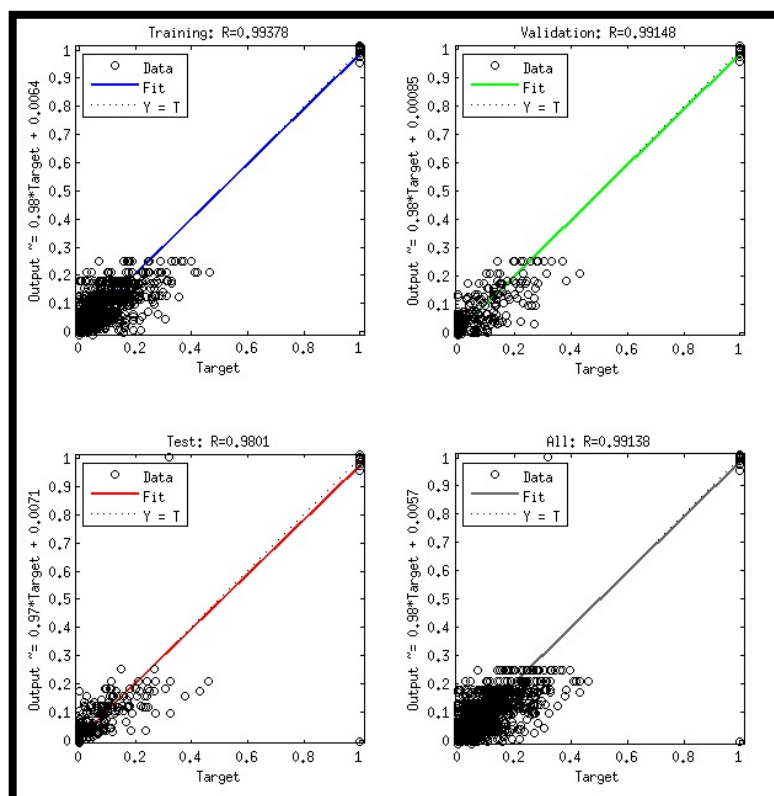 Training: R=0.99378
Output ~= 0.98*Target + 0.0064
1
0.9
0.8
0.7
0.6
0.5
0.4
0.3
0.2
0.1
0
Data
Fit
Y = T
0 0.2 0.4 0.6 0.8 1
Target
Validation: R=0.99148
Output ~= 0.98*Target + 0.00085
1
0.9
0.8
0.7
0.6
0.5
0.4
0.3
0.2
0.1
0
Data
Fit
Y = T
0 0.2 0.4 0.6 0.8 1
Target
Test: R=0.9801
Output ~= 0.97*Target + 0.0071
1
0.9
0.8
0.7
0.6
0.5
0.4
0.3
0.2
0.1
0
Data
Fit
Y = T
0 0.2 0.4 0.6 0.8 1
Target
All: R=0.99138
Output ~= 0.98*Target + 0.0057
1
0.9
0.8
0.7
0.6
0.5
0.4
0.3
0.2
0.1
0
Data
Fit
Y = T
0 0.2 0.4 0.6 0.8 1
Target